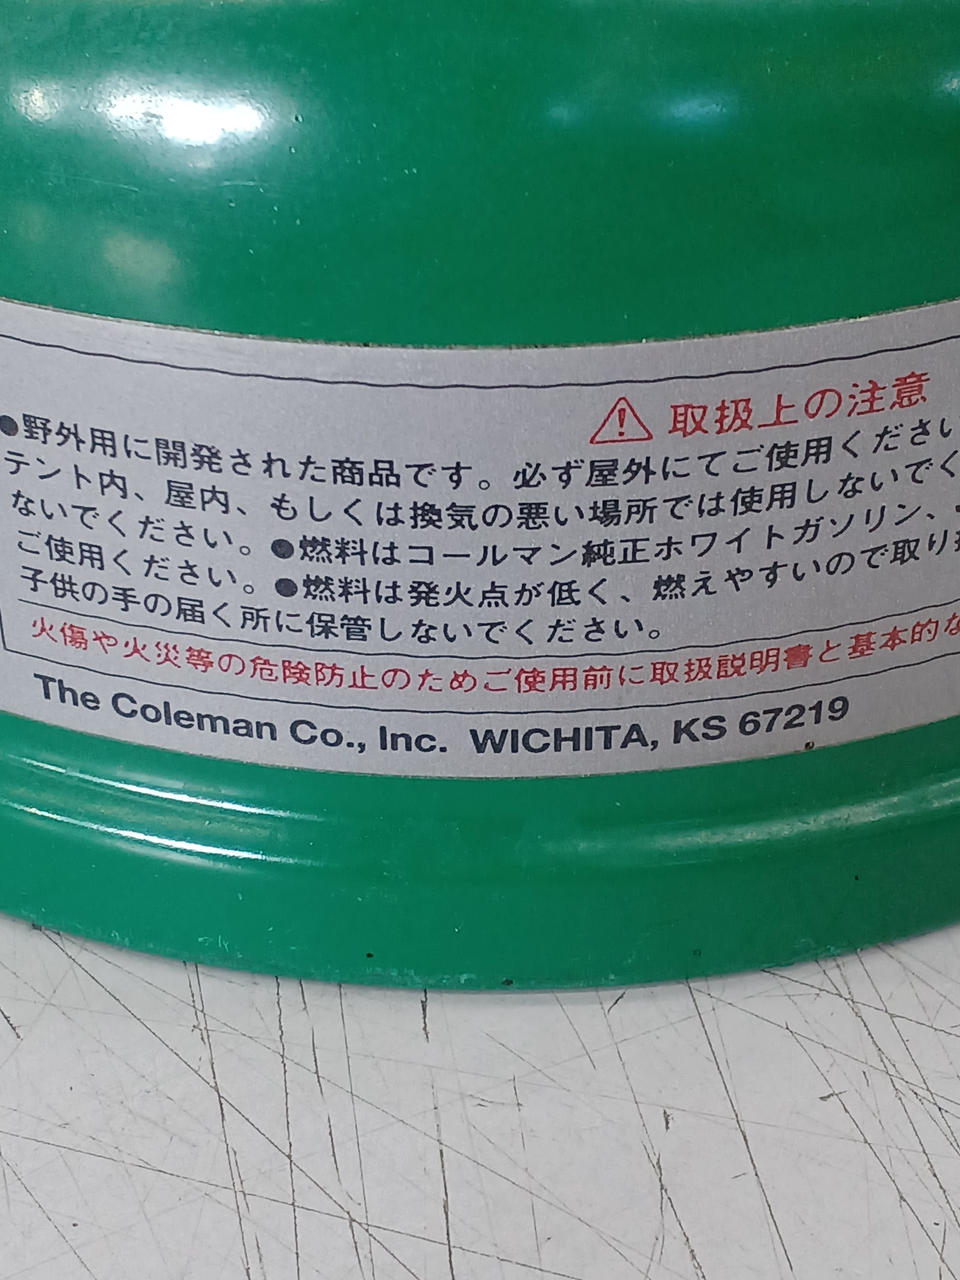 ⚠ 取扱上の注意
●野外用に開発された商品です。必ず屋外にてご使用ください
テント内、屋内、もしくは換気の悪い場所では使用しないでく
ないでください。●燃料はコールマン純正ホワイトガソリン、
ご使用ください。●燃料は発火点が低く、燃えやすいので取り
子供の手の届く所に保管しないでください。
火傷や火災等の危険防止のためご使用前に取扱説明書と基本的な
The Coleman Co., Inc. WICHITA, KS 67219